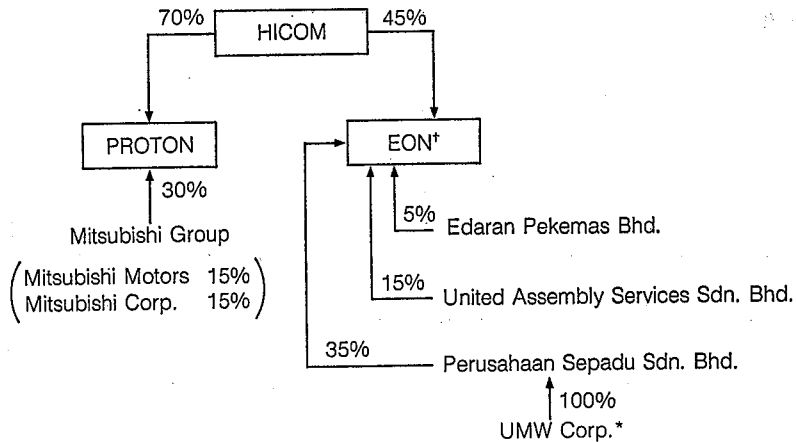 70%
HICOM
45%
PROTON
EON†
30%
Mitsubishi Group
(Mitsubishi Motors 15%
Mitsubishi Corp. 15%)
5%
Edaran Pekemas Bhd.
15%
United Assembly Services Sdn. Bhd.
35%
Perusahaan Sepadu Sdn. Bhd.
100%
UMW Corp.*